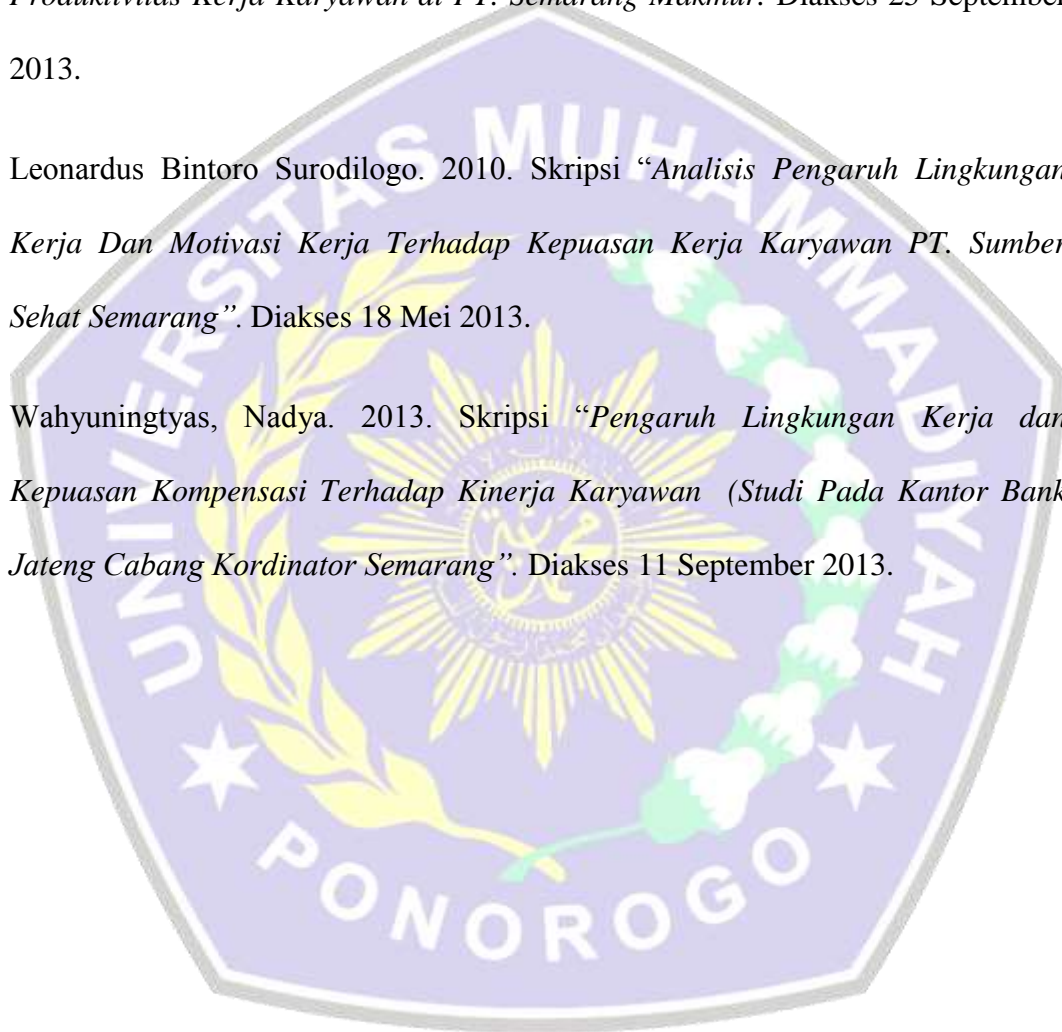 Produktivitas Kerja Karyawan di PT. Semarang Makmur. Diakses 23 September
2013.
Leonardus Bintoro Surodilogo. 2010. Skripsi “Analisis Pengaruh Lingkungan
Kerja Dan Motivasi Kerja Terhadap Kepuasan Kerja Karyawan PT. Sumber
Sehat Semarang”. Diakses 18 Mei 2013.
Wahyuningtyas, Nadya. 2013. Skripsi “Pengaruh Lingkungan Kerja dan
Kepuasan Kompensasi Terhadap Kinerja Karyawan (Studi Pada Kantor Bank
Jateng Cabang Kordinator Semarang”. Diakses 11 September 2013.
UNIVERSITAS MUHAMMADIYAH
PONOROGO
محمدية